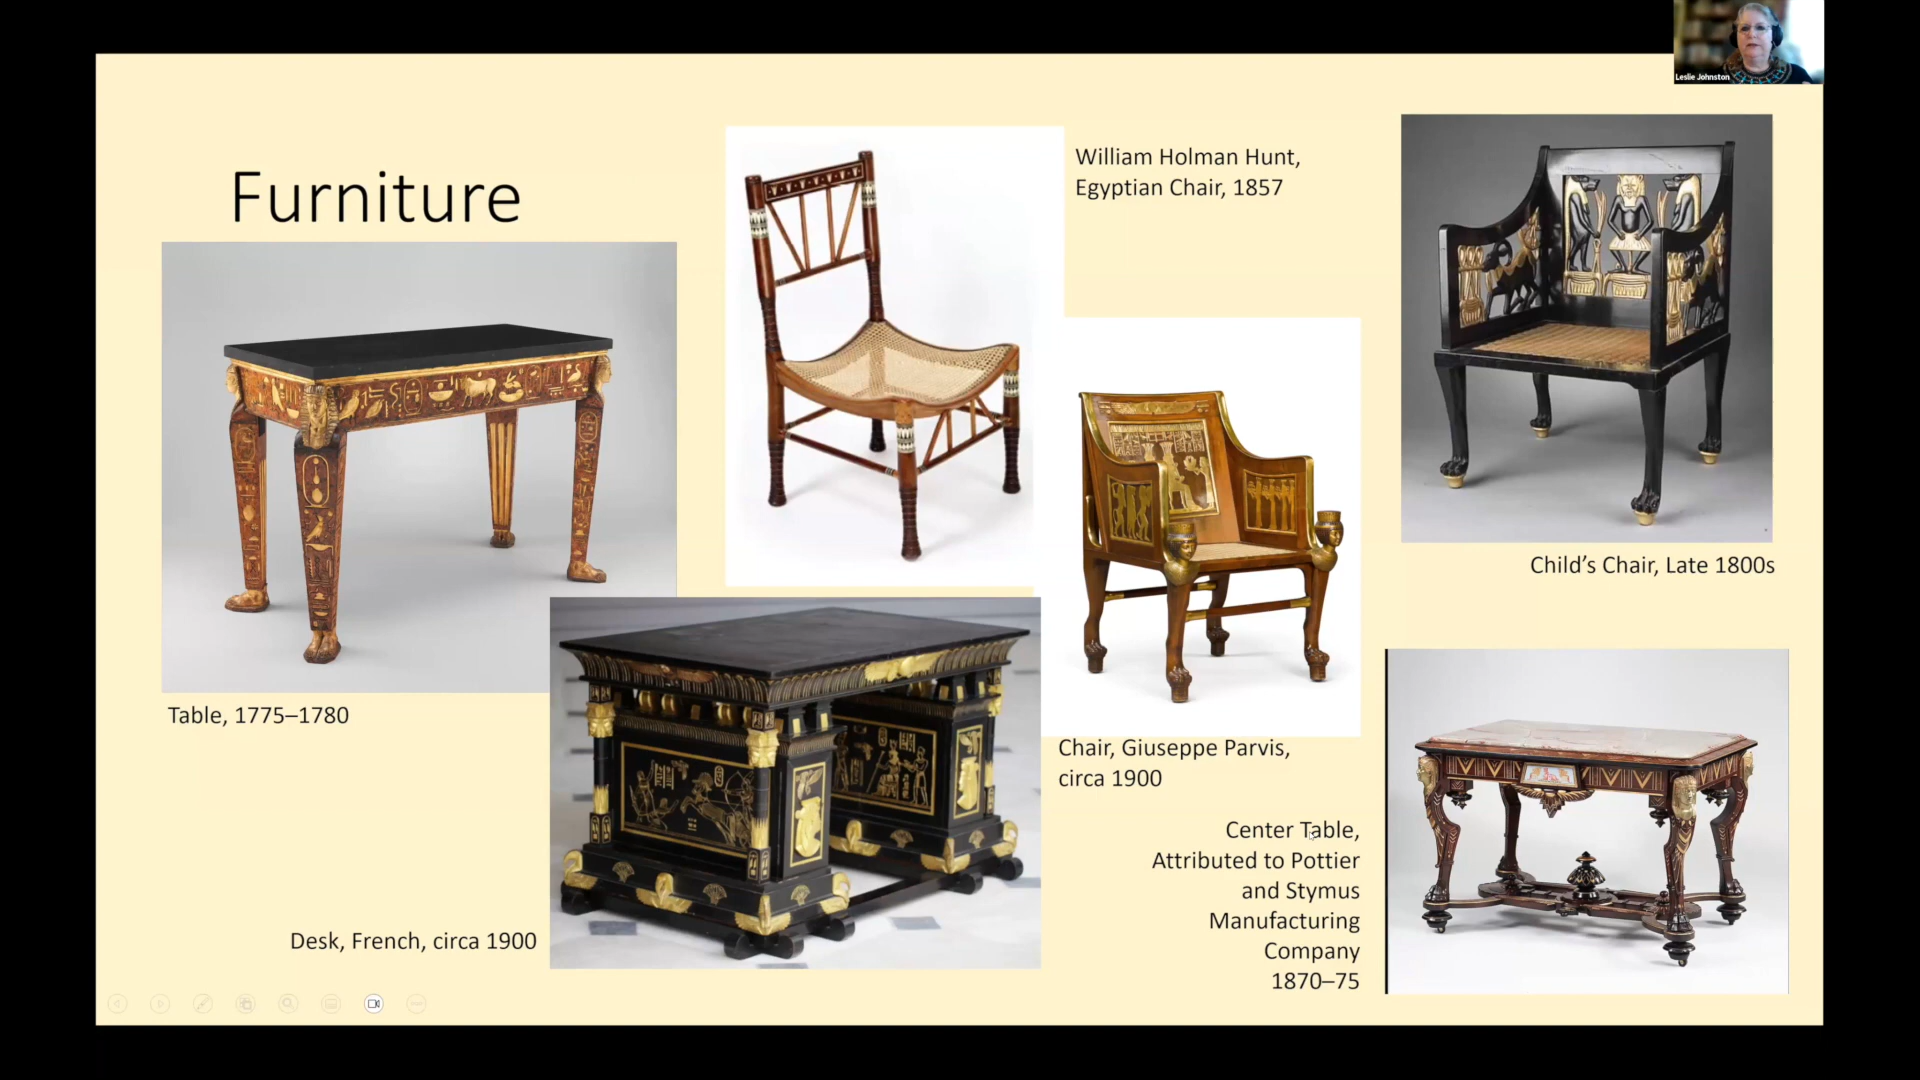 Leslie Johnston
Furniture
William Holman Hunt,
Egyptian Chair, 1857
Child’s Chair, Late 1800s
Table, 1775–1780
Chair, Giuseppe Parvis,
circa 1900
Center Table,
Attributed to Pottier
and Stymus
Manufacturing
Company
1870–75
Desk, French, circa 1900